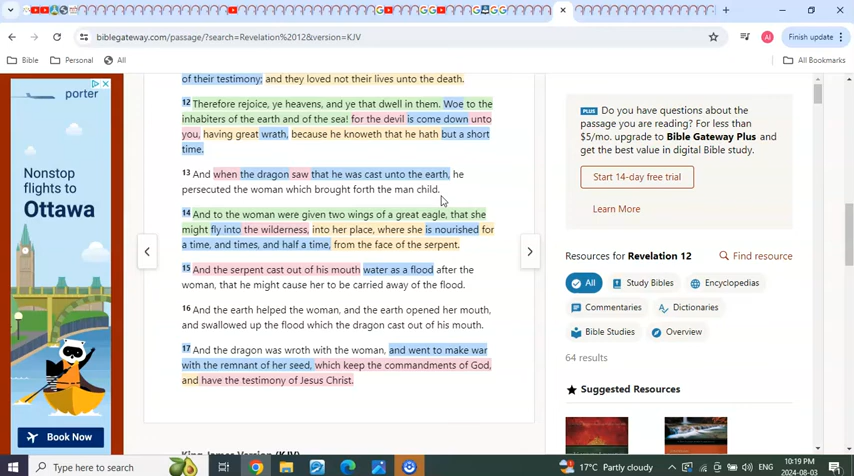 biblegateway.com/passage/?search=Revelation%2012&version=KJV
AI
Finish update
Bible
Personal
All
All Bookmarks
porter
Nonstop
flights to
Ottawa
Book Now
of their testimony; and they loved not their lives unto the death.
12 Therefore rejoice, ye heavens, and ye that dwell in them. Woe to the
inhabiters of the earth and of the sea! for the devil is come down unto
you, having great wrath, because he knoweth that he hath but a short
time.
13 And when the dragon saw that he was cast unto the earth, he
persecuted the woman which brought forth the man child.
14 And to the woman were given two wings of a great eagle, that she
might fly into the wilderness, into her place, where she is nourished for
a time, and times, and half a time, from the face of the serpent.
15 And the serpent cast out of his mouth water as a flood after the
woman, that he might cause her to be carried away of the flood.
16 And the earth helped the woman, and the earth opened her mouth,
and swallowed up the flood which the dragon cast out of his mouth.
17 And the dragon was wroth with the woman, and went to make war
with the remnant of her seed, which keep the commandments of God,
and have the testimony of Jesus Christ.
King James Version (KJV)
PLUS Do you have questions about the
passage you are reading? For less than
$5/mo. upgrade to Bible Gateway Plus and
get the best value in digital Bible study.
Start 14-day free trial
Learn More
Resources for Revelation 12
Find resource
All
Study Bibles
Encyclopedias
Commentaries
Dictionaries
Bible Studies
Overview
64 results
Suggested Resources
Type here to search
17°C Partly cloudy
ENG
10:19 PM
2024-08-03